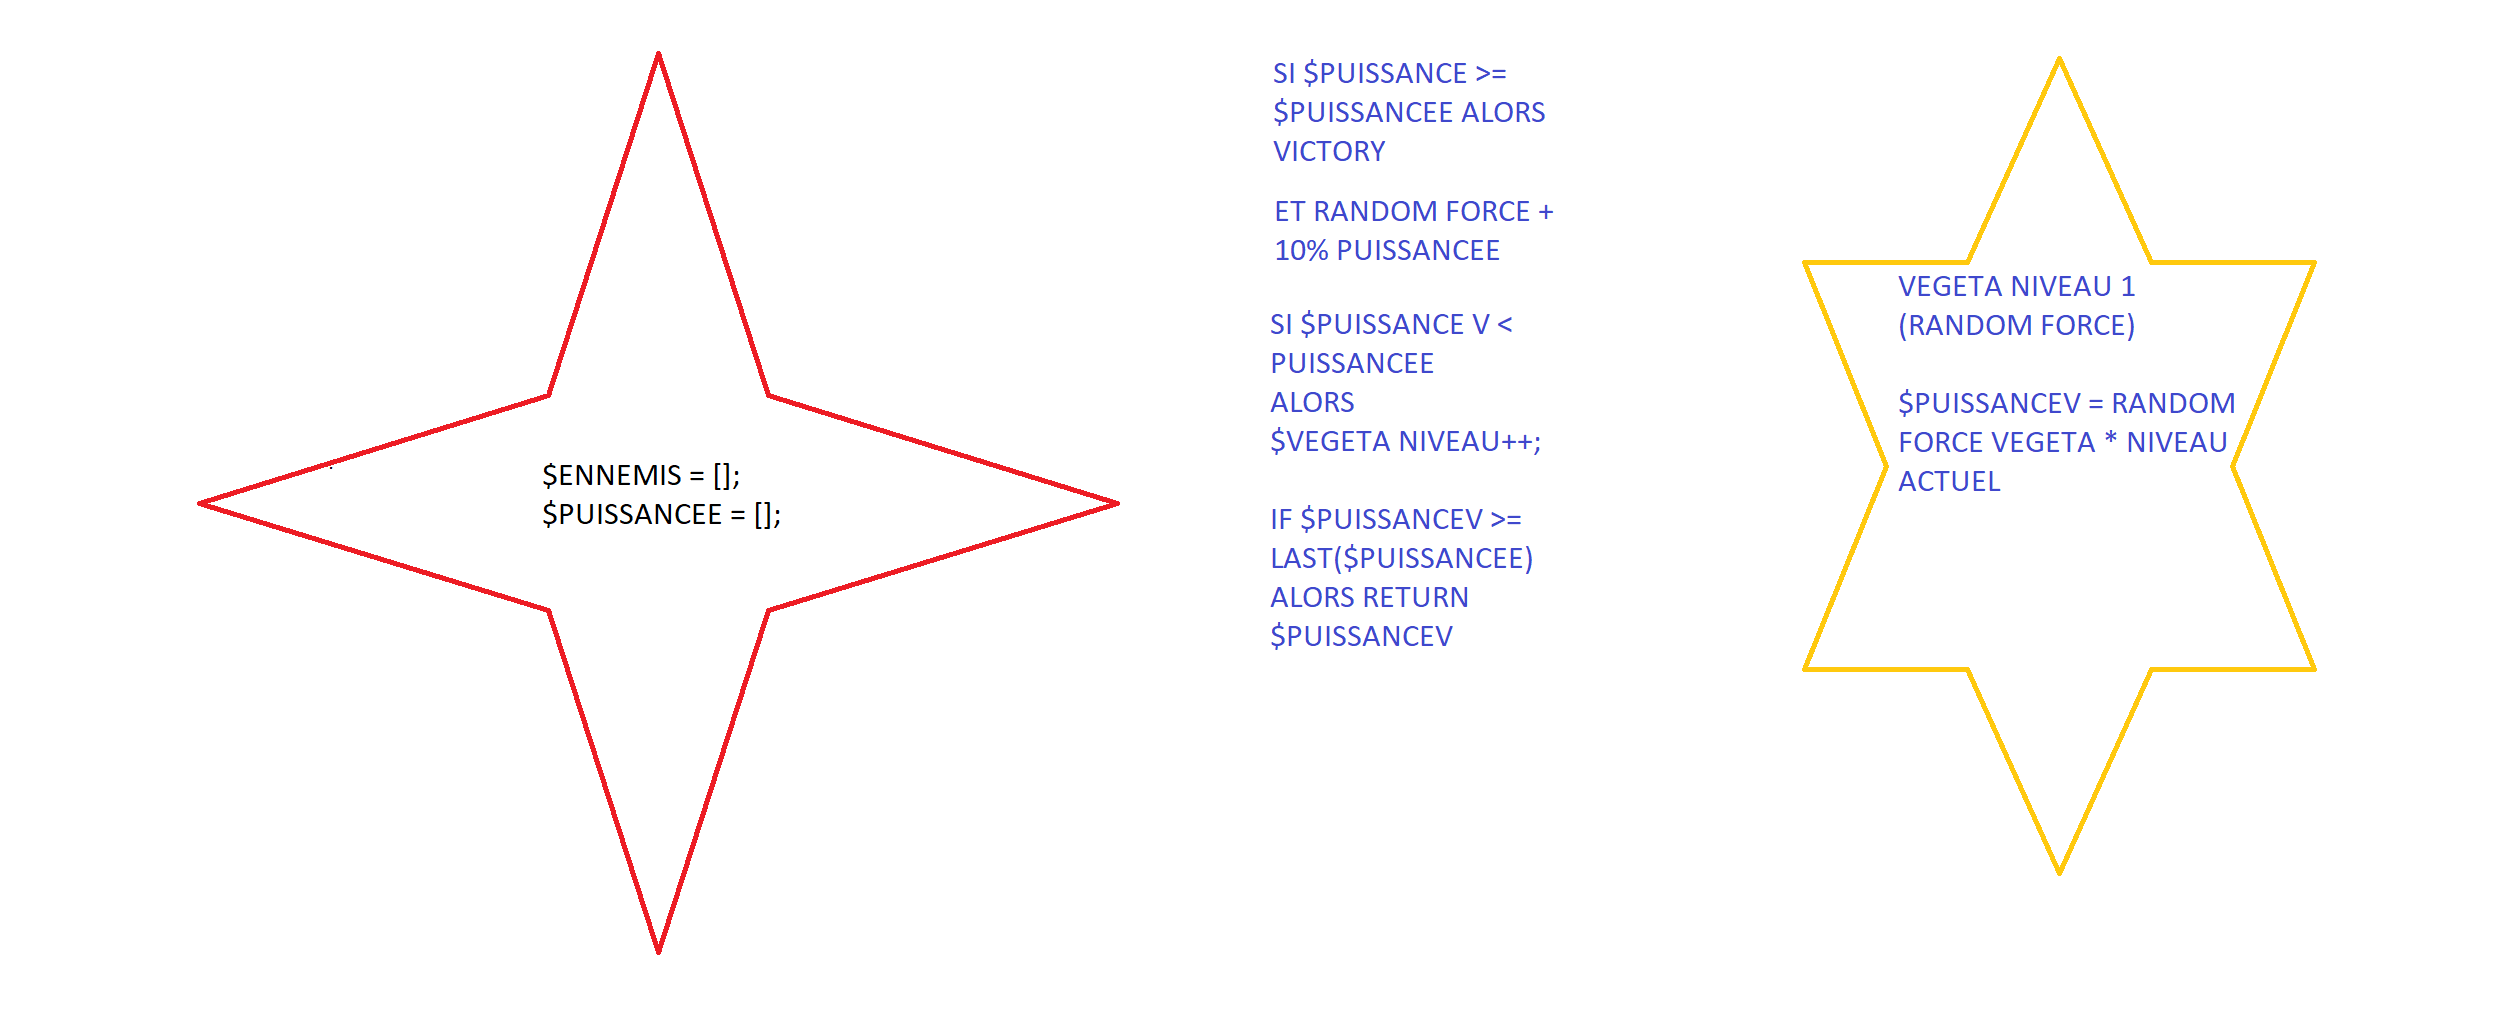 $ENNEMIS = [];
$PUISSANCEE = [];
SI $PUISSANCE >=
$PUISSANCEE ALORS
VICTORY
ET RANDOM FORCE +
10% PUISSANCEE
SI $PUISSANCE V <
PUISSANCEE
ALORS
$VEGETA NIVEAU++;
IF $PUISSANCEV >=
LAST($PUISSANCEE)
ALORS RETURN
$PUISSANCEV
VEGETA NIVEAU 1
(RANDOM FORCE)
$PUISSANCEV = RANDOM
FORCE VEGETA * NIVEAU
ACTUEL